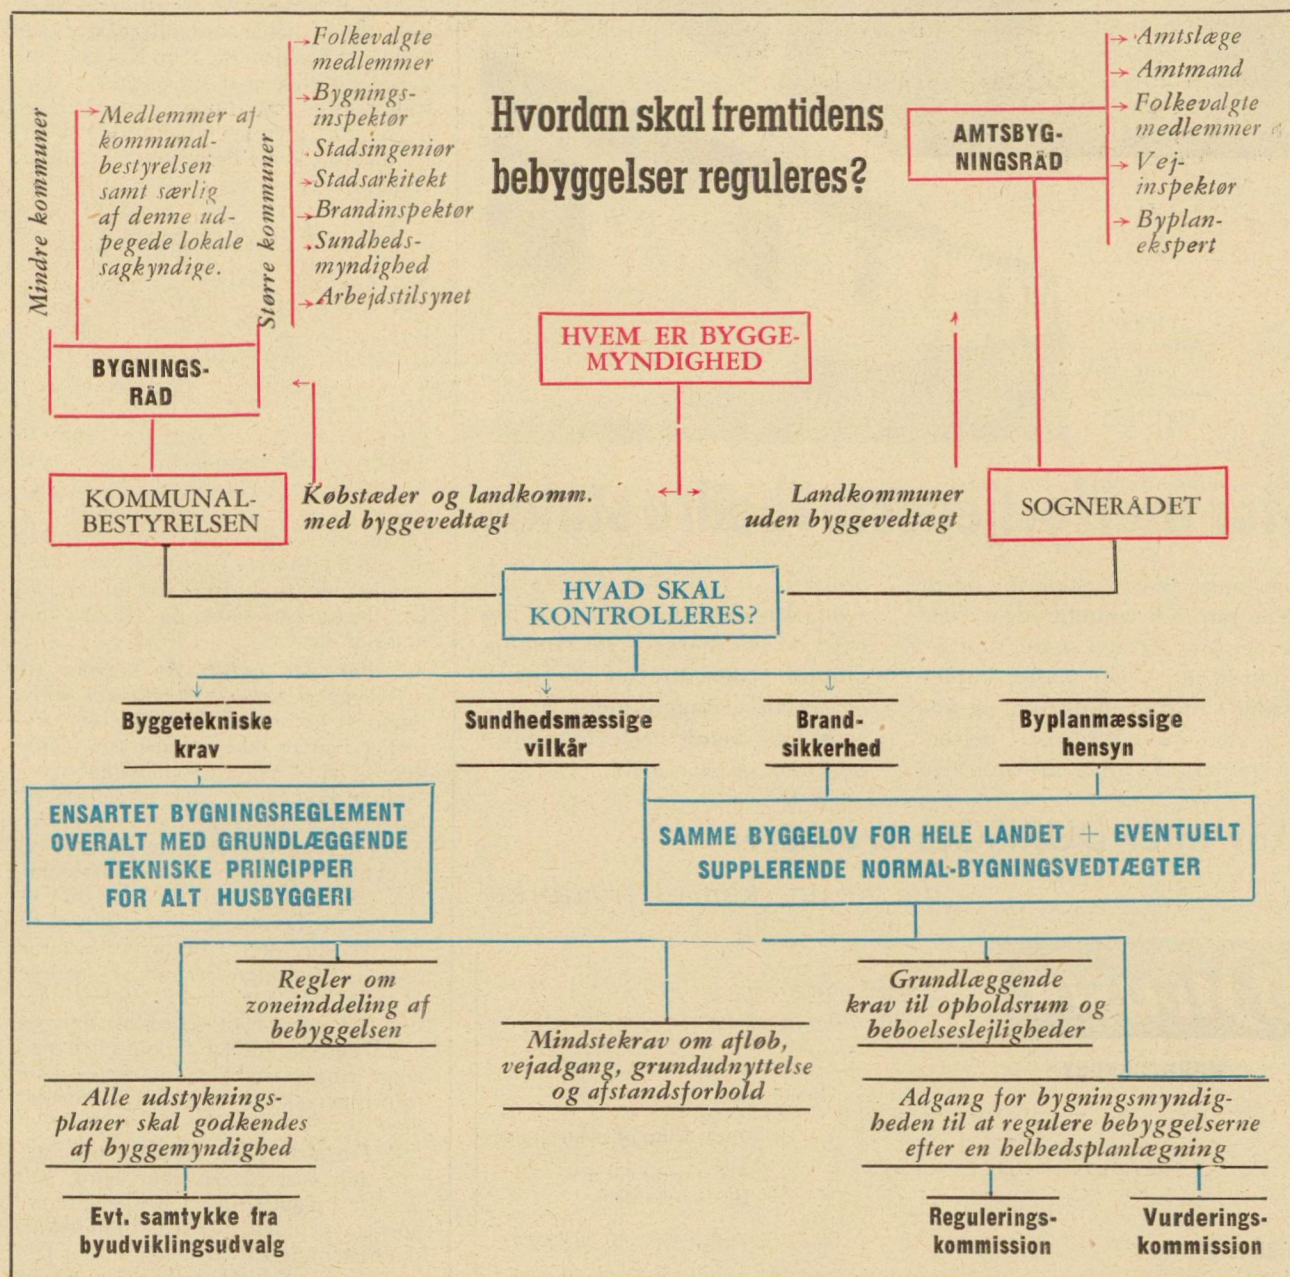 Hvordan skal fremtidens
bebyggelser reguleres?
Mindre kommuner
Medlemmer af
kommunal-
bestyrelsen
samt særlig
af denne ud-
pegede lokale
sagkyndige.
Større kommuner
Folkevalgte
medlemmer
Bygnings-
inspektør
Stadsingeniør
Stadsarkitekt
Brandinspektør
Sundheds-
myndighed
Arbejdstilsynet
AMTSBYG-
NINGSRÅD
Amtslæge
Amtmand
Folkevalgte
medlemmer
Vej-
inspektør
Byplan-
ekspert
HVEM ER BYGGE-
MYNDIGHED
BYGNINGS-
RÅD
KOMMUNAL-
BESTYRELSEN
Købstæder og landkomm.
med byggevedtægt
Landkommuner
uden byggevedtægt
SOGNERÅDET
HVAD SKAL
KONTROLLERES?
Byggetekniske
krav
Sundhedsmæssige
vilkår
Brand-
sikkerhed
Byplanmæssige
hensyn
ENSARTET BYGNINGSREGLEMENT
OVERALT MED GRUNDLÆGGENDE
TEKNISKE PRINCIPPER
FOR ALT HUSBYGGERI
SAMME BYGGELOV FOR HELE LANDET + EVENTUELT
SUPPLERENDE NORMAL-BYGNINGSVEDTÆGTER
Regler om
zoneinddeling af
bebyggelsen
Mindstekrav om afløb,
vejadgang, grundudnyttelse
og afstandsforhold
Grundlæggende
krav til opholdsrum og
beboelseslejligheder
Alle udstyknings-
planer skal godkendes
af byggemyndighed
Adgang for bygningsmyndig-
heden til at regulere bebyggelserne
efter en helhedsplanlægning
Evt. samtykke fra
byudviklingsudvalg
Regulerings-
kommission
Vurderings-
kommission